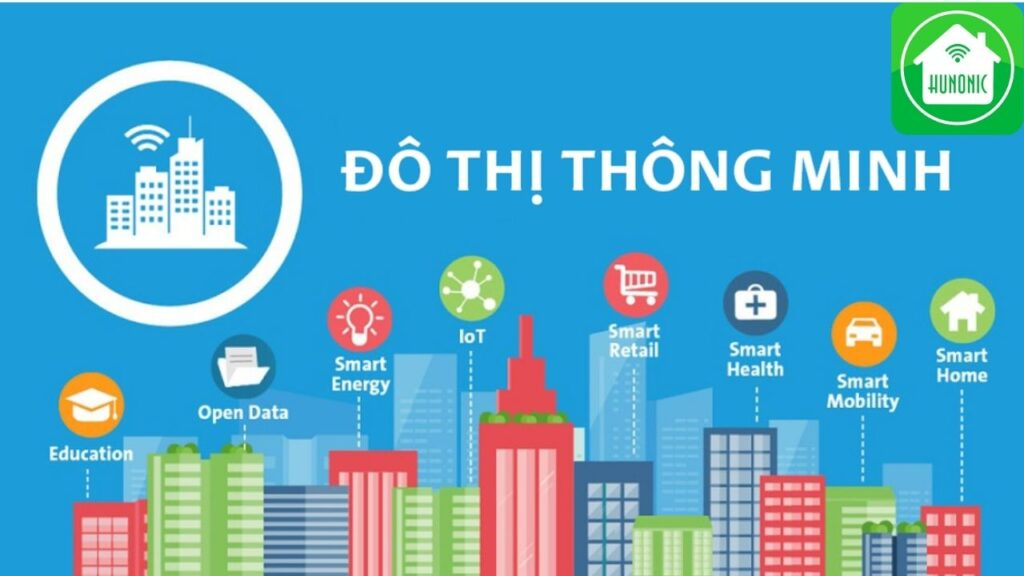 HUNONIC
ĐÔ THỊ THÔNG MINH
Education
Open Data
Smart
Energy
IoT
Smart
Retail
Smart
Health
Smart
Mobility
Smart
Home